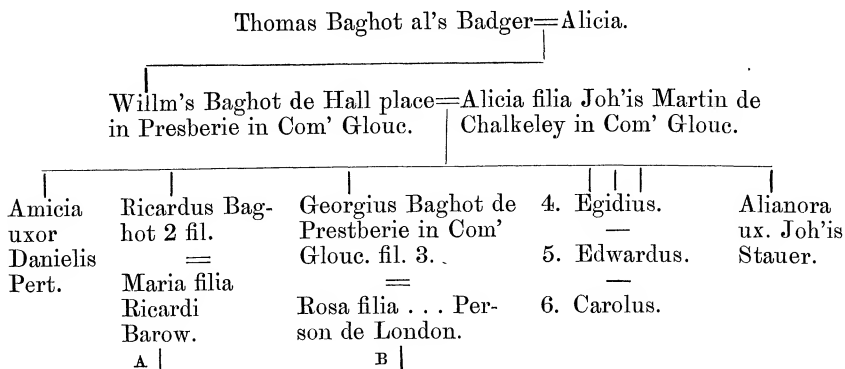 Thomas Baghot al's Badger=Alicia.
Willm's Baghot de Hall place=Alicia filia Joh'is Martin de
in Presberie in Com' Glouc. Chalkeley in Com' Glouc.
Amicia
uxor
Danielis
Pert.
Ricardus Bag-
hot 2 fil.
=
Maria filia
Ricardi
Barow.
A
Georgius Baghot de
Prestberie in Com'
Glouc. fil. 3.
=
Rosa filia . . . Per-
son de London.
B
4. Egidius.
—
5. Edwardus.
—
6. Carolus.
Alianora
ux. Joh'is
Stauer.